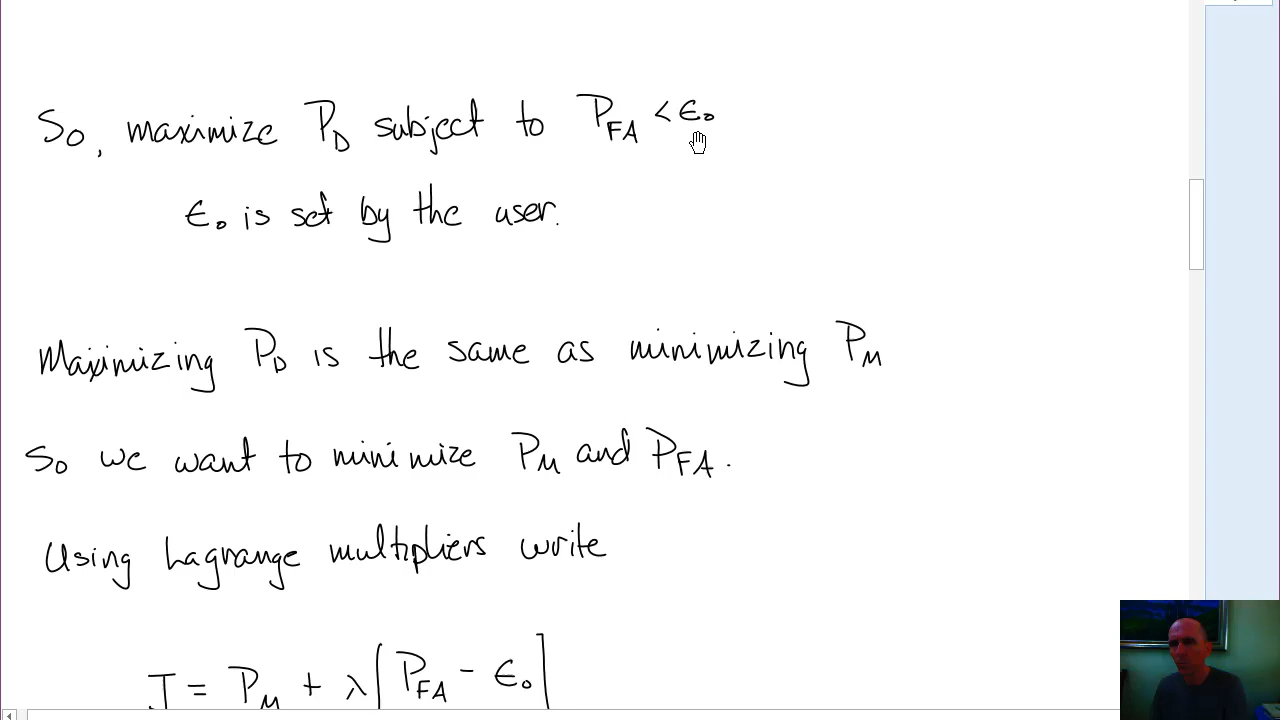 So, maximize P_D subject to P_FA < ε₀
ε₀ is set by the user.
Maximizing P_D is the same as minimizing P_M
So we want to minimize P_M and P_FA.
Using Lagrange multipliers write
J = P_M + λ[P_FA - ε₀]